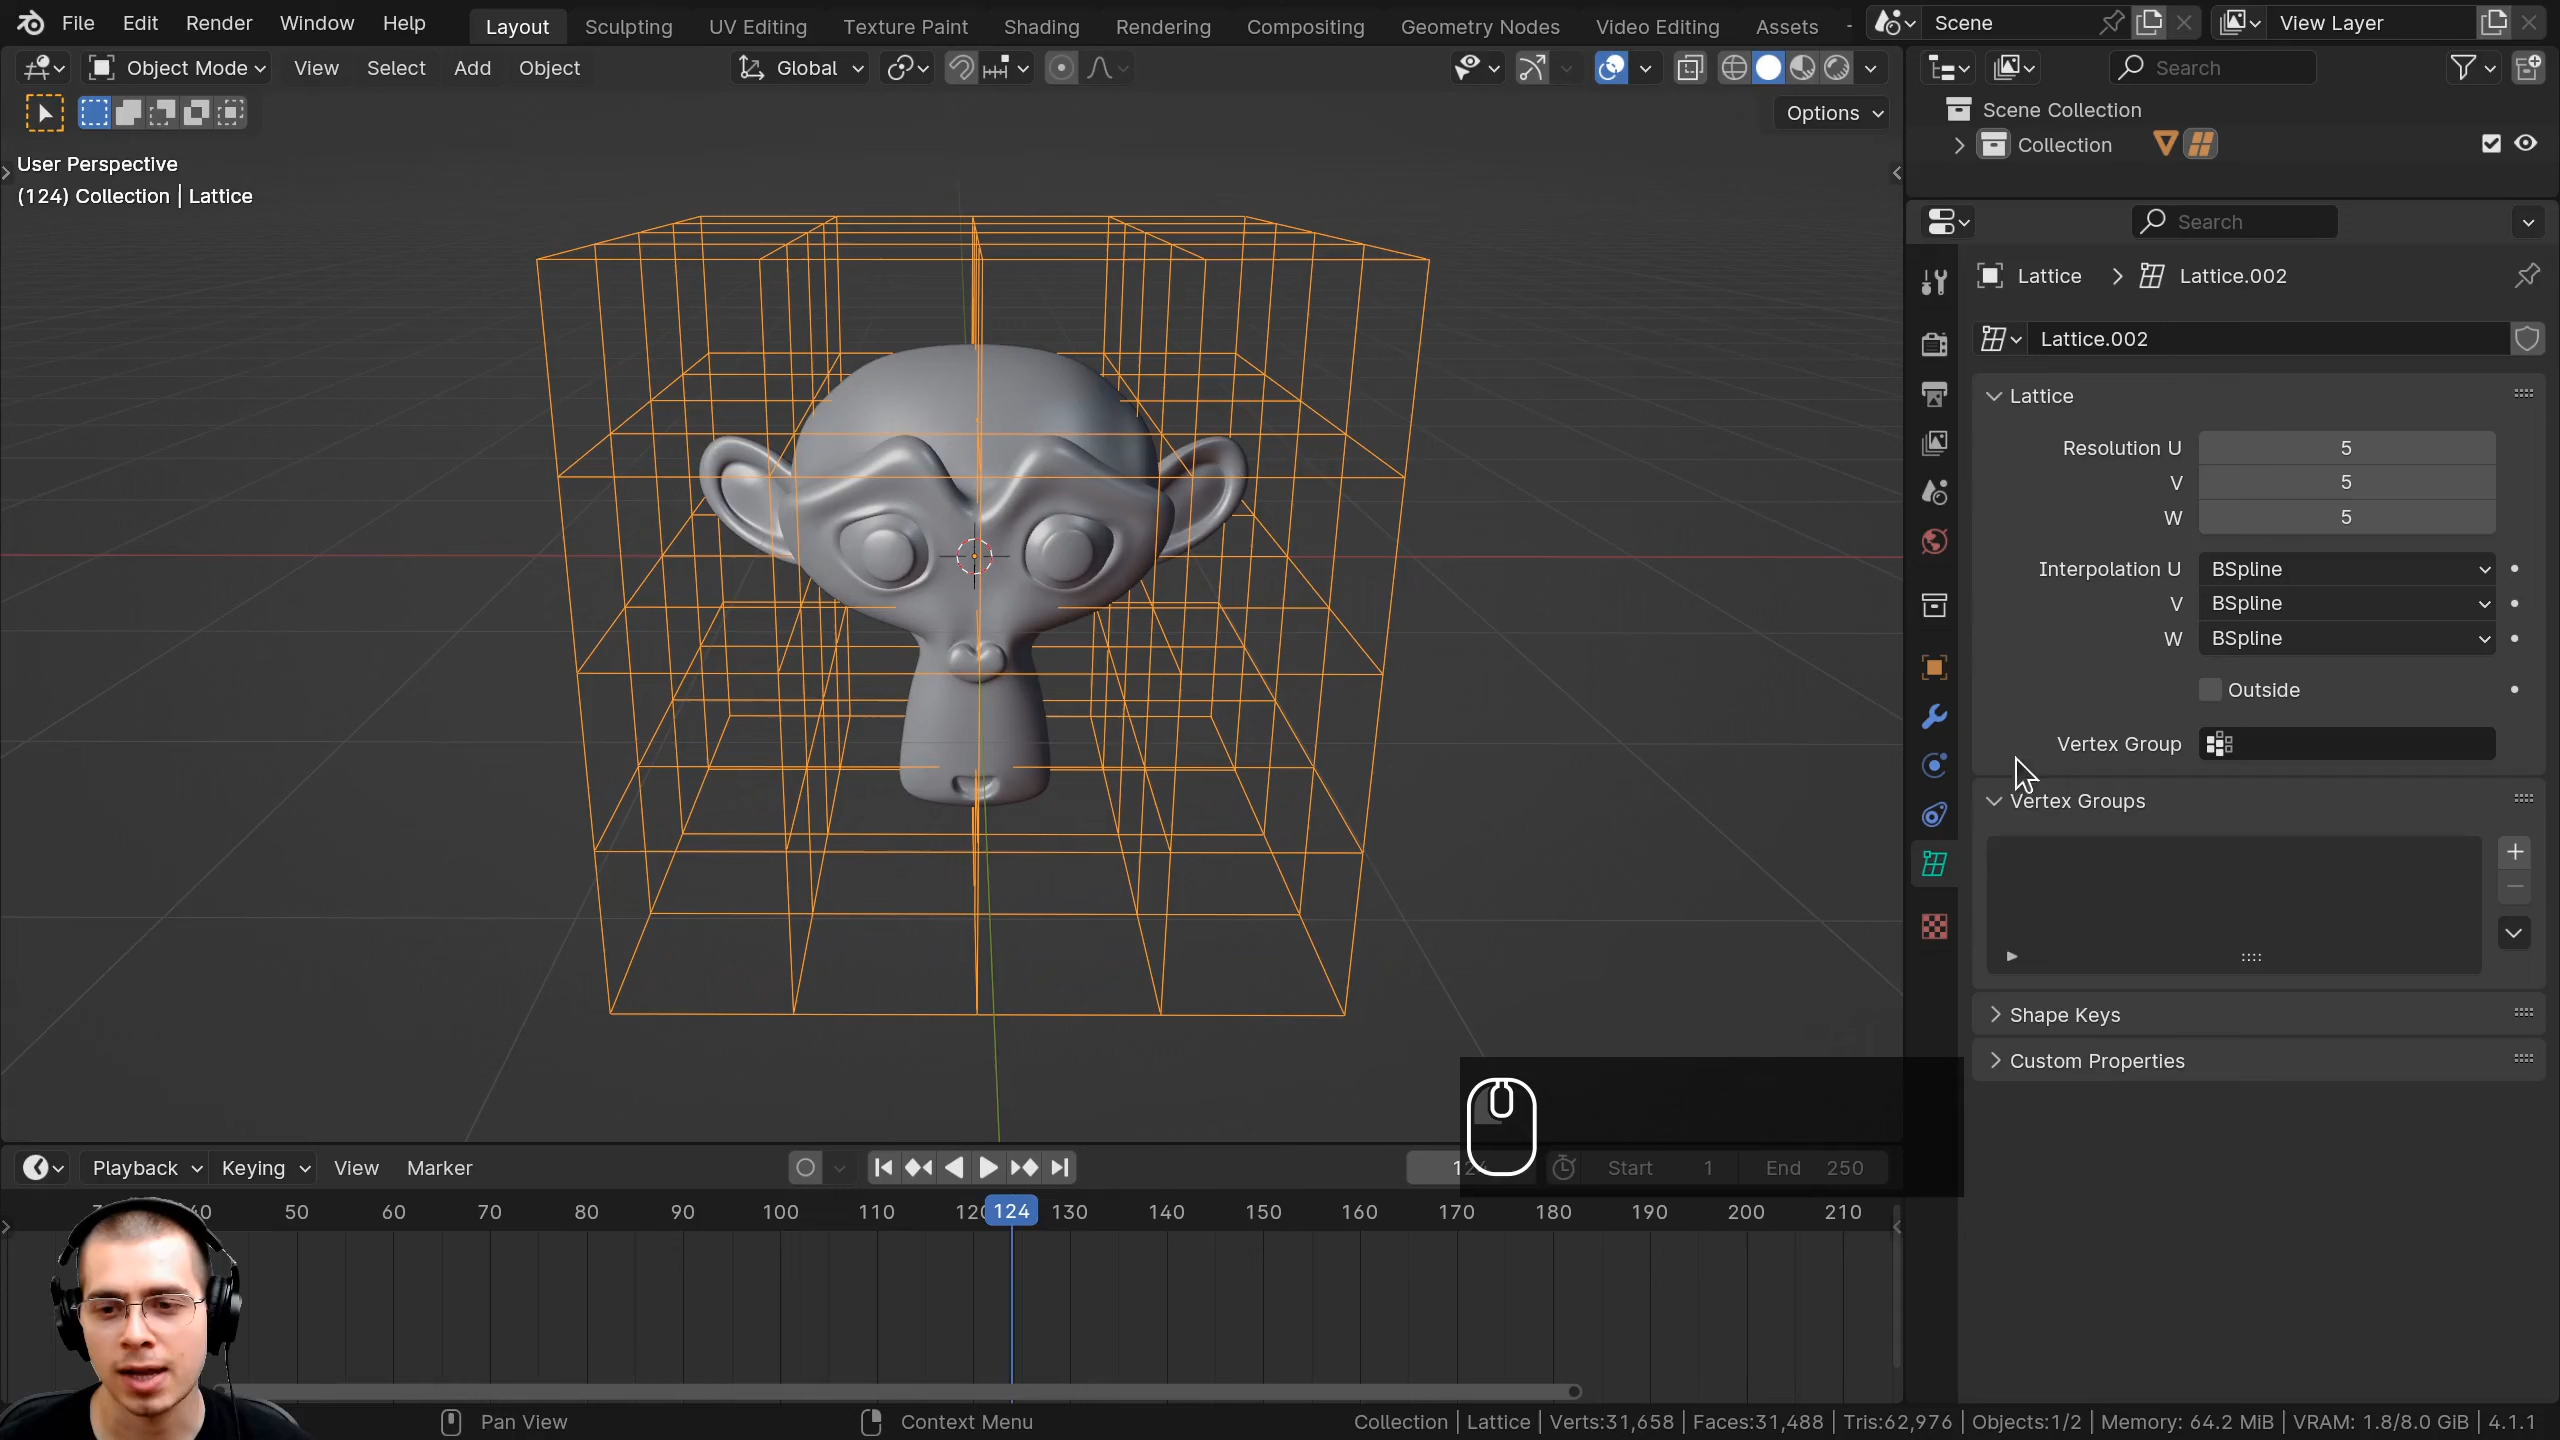 File Edit Render Window Help Layout Sculpting UV Editing Texture Paint Shading Rendering Compositing Geometry Nodes Video Editing Assets Scene View Layer
Object Mode View Select Add Object Global Search
Options
User Perspective
(124) Collection | Lattice
Scene Collection
Collection
Search
Lattice > Lattice.002
Lattice.002
Lattice
Resolution U 5
V 5
W 5
Interpolation U BSpline
V BSpline
W BSpline
Outside
Vertex Group
Vertex Groups
Shape Keys
Custom Properties
Playback Keying View Marker Start 1 End 250
50 60 70 80 90 100 110 124 130 140 150 160 170 180 190 200 210
Pan View Context Menu Collection | Lattice | Verts:31,658 | Faces:31,488 | Tris:62,976 | Objects:1/2 | Memory: 64.2 MiB | VRAM: 1.8/8.0 GiB | 4.1.1